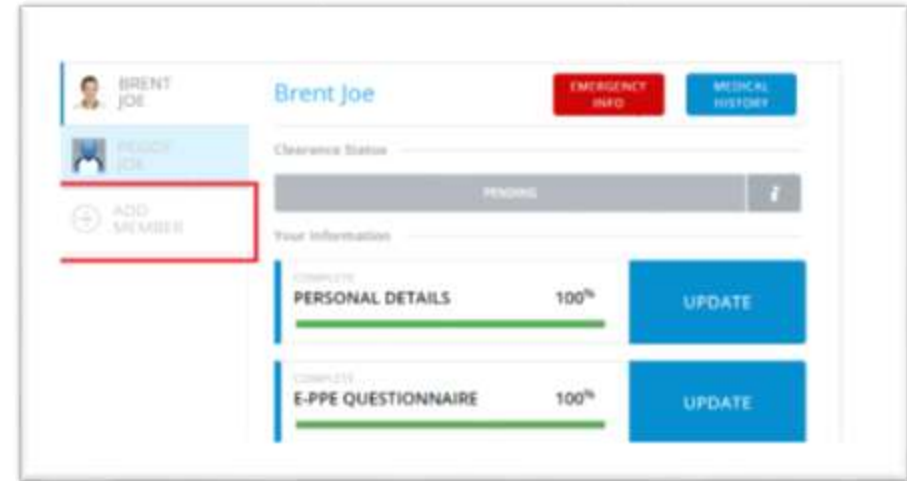 BRENT
JOE
PEGGY
JOE
ADD
MEMBER
Brent Joe
EMERGENCY
INFO
MEDICAL
HISTORY
Clearance Status
PENDING
i
Your Information
COMPLETE
PERSONAL DETAILS 100%
UPDATE
COMPLETE
E-PPE QUESTIONNAIRE 100%
UPDATE